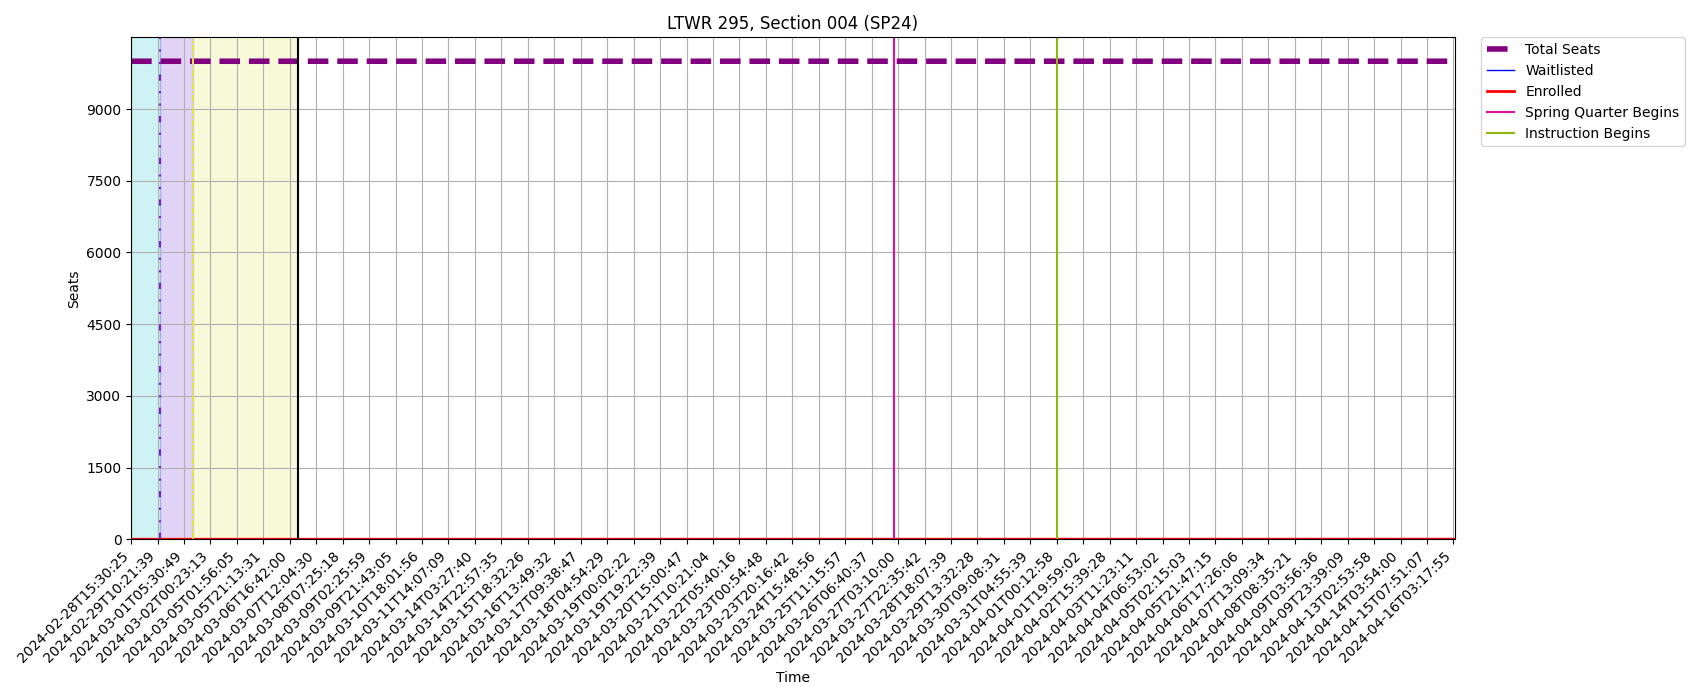 LTWR 295, Section 004 (SP24)
Total Seats
Waitlisted
Enrolled
Spring Quarter Begins
Instruction Begins
Seats
9000
7500
6000
4500
3000
1500
0
2024-02-28T15:30:25
2024-02-29T10:21:39
2024-03-01T05:30:49
2024-03-02T00:23:13
2024-03-05T01:56:05
2024-03-05T21:13:31
2024-03-06T16:42:00
2024-03-07T12:04:30
2024-03-08T07:25:18
2024-03-09T02:25:59
2024-03-09T21:43:05
2024-03-10T18:01:56
2024-03-11T14:07:09
2024-03-14T03:27:40
2024-03-14T22:57:35
2024-03-15T18:32:26
2024-03-16T13:49:32
2024-03-17T09:38:47
2024-03-18T04:54:29
2024-03-19T00:02:22
2024-03-19T19:22:39
2024-03-20T15:00:47
2024-03-21T10:21:04
2024-03-22T05:40:16
2024-03-23T00:54:48
2024-03-23T20:16:42
2024-03-24T15:48:56
2024-03-25T11:15:57
2024-03-26T06:40:37
2024-03-27T03:10:00
2024-03-27T22:35:42
2024-03-28T18:07:39
2024-03-29T13:32:28
2024-03-30T09:08:31
2024-03-31T04:55:39
2024-04-01T00:12:58
2024-04-01T19:59:02
2024-04-02T15:39:28
2024-04-03T11:23:11
2024-04-04T06:53:02
2024-04-05T02:15:03
2024-04-05T21:47:15
2024-04-06T17:26:06
2024-04-07T13:09:34
2024-04-08T08:35:21
2024-04-09T03:56:36
2024-04-09T23:39:09
2024-04-13T02:53:58
2024-04-14T03:54:00
2024-04-15T07:51:07
2024-04-16T03:17:55
Time